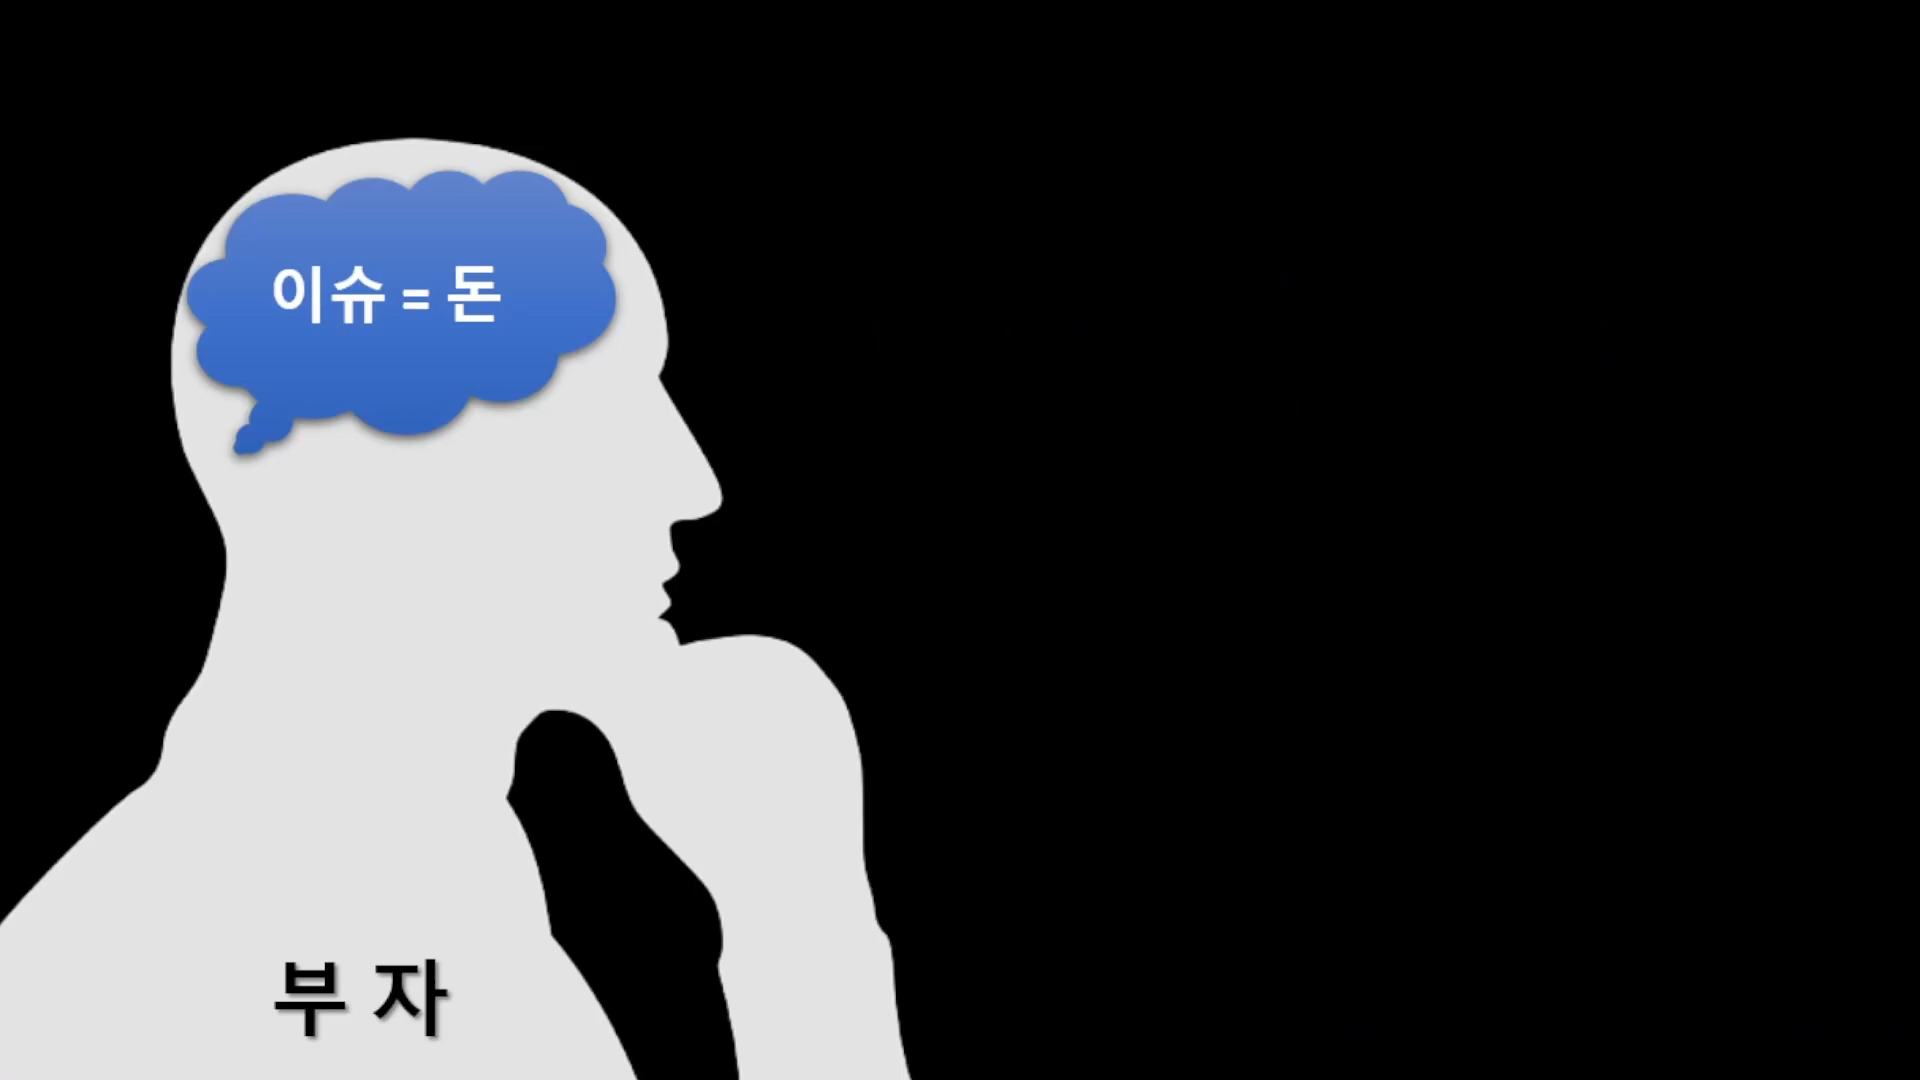 이슈 = 돈
부 자